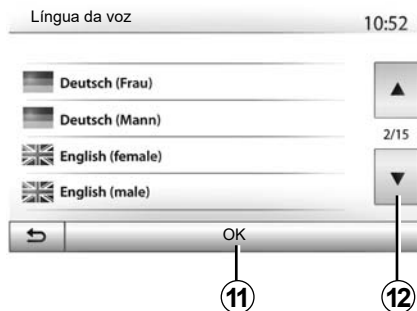 Língua da voz
10:52
Deutsch (Frau)
Deutsch (Mann)
2/15
English (female)
English (male)
OK
11
12